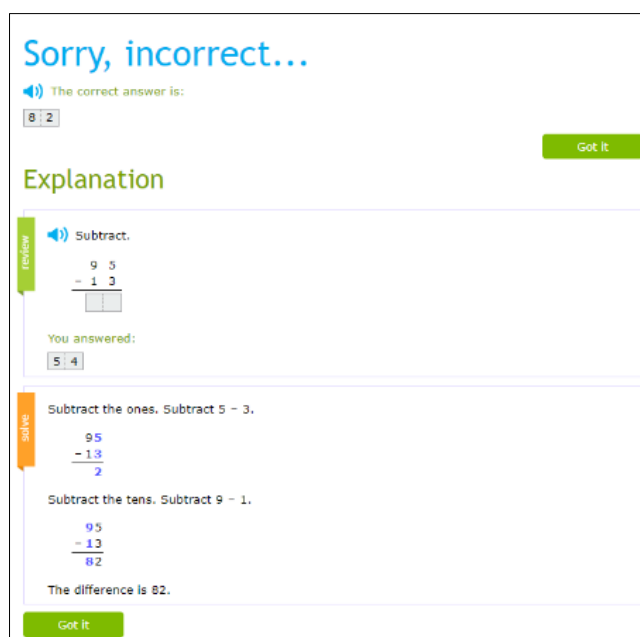 Sorry, incorrect...
The correct answer is:
8 2
Got it
Explanation
review
Subtract.
9 5
- 1 3
You answered:
5 4
solve
Subtract the ones. Subtract 5 - 3.
95
-13
2
Subtract the tens. Subtract 9 - 1.
95
-13
82
The difference is 82.
Got it